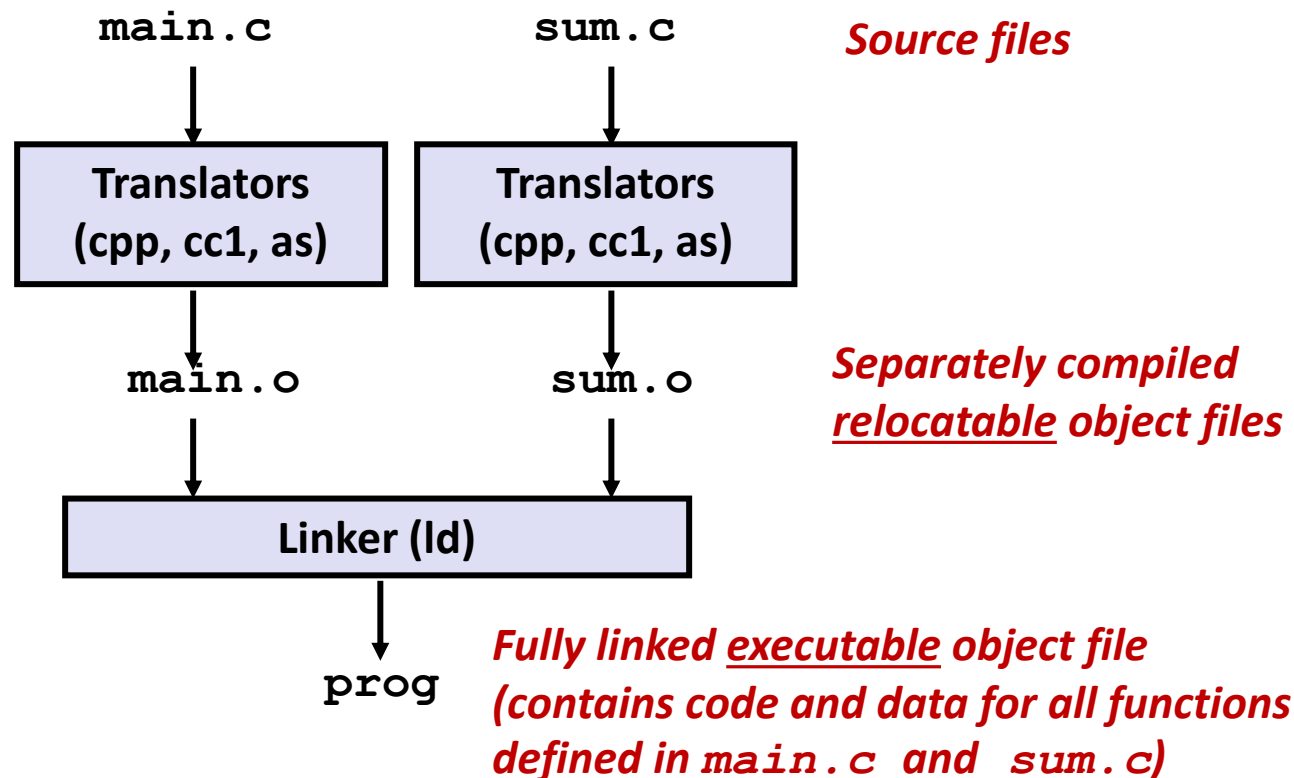 main.c
sum.c
Source files
Translators
(cpp, cc1, as)
Translators
(cpp, cc1, as)
main.o
sum.o
Separately compiled
relocatable object files
Linker (ld)
prog
Fully linked executable object file
(contains code and data for all functions
defined in main.c and sum.c)